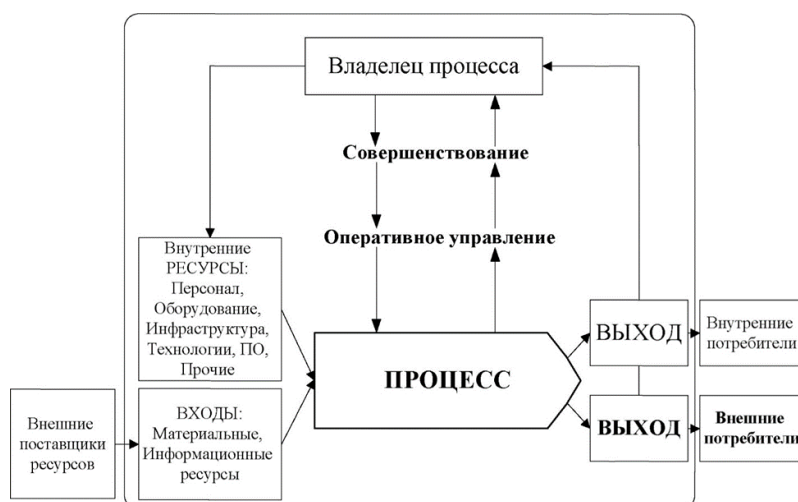 Владелец процесса
Совершенствование
Оперативное управление
Внутренние
РЕСУРСЫ:
Персонал,
Оборудование,
Инфраструктура,
Технологии, ПО,
Прочие
ПРОЦЕСС
ВЫХОД
Внутренние
потребители
Внешние
поставщики
ресурсов
ВХОДЫ:
Материальные,
Информационные
ресурсы
ВЫХОД
Внешние
потребители